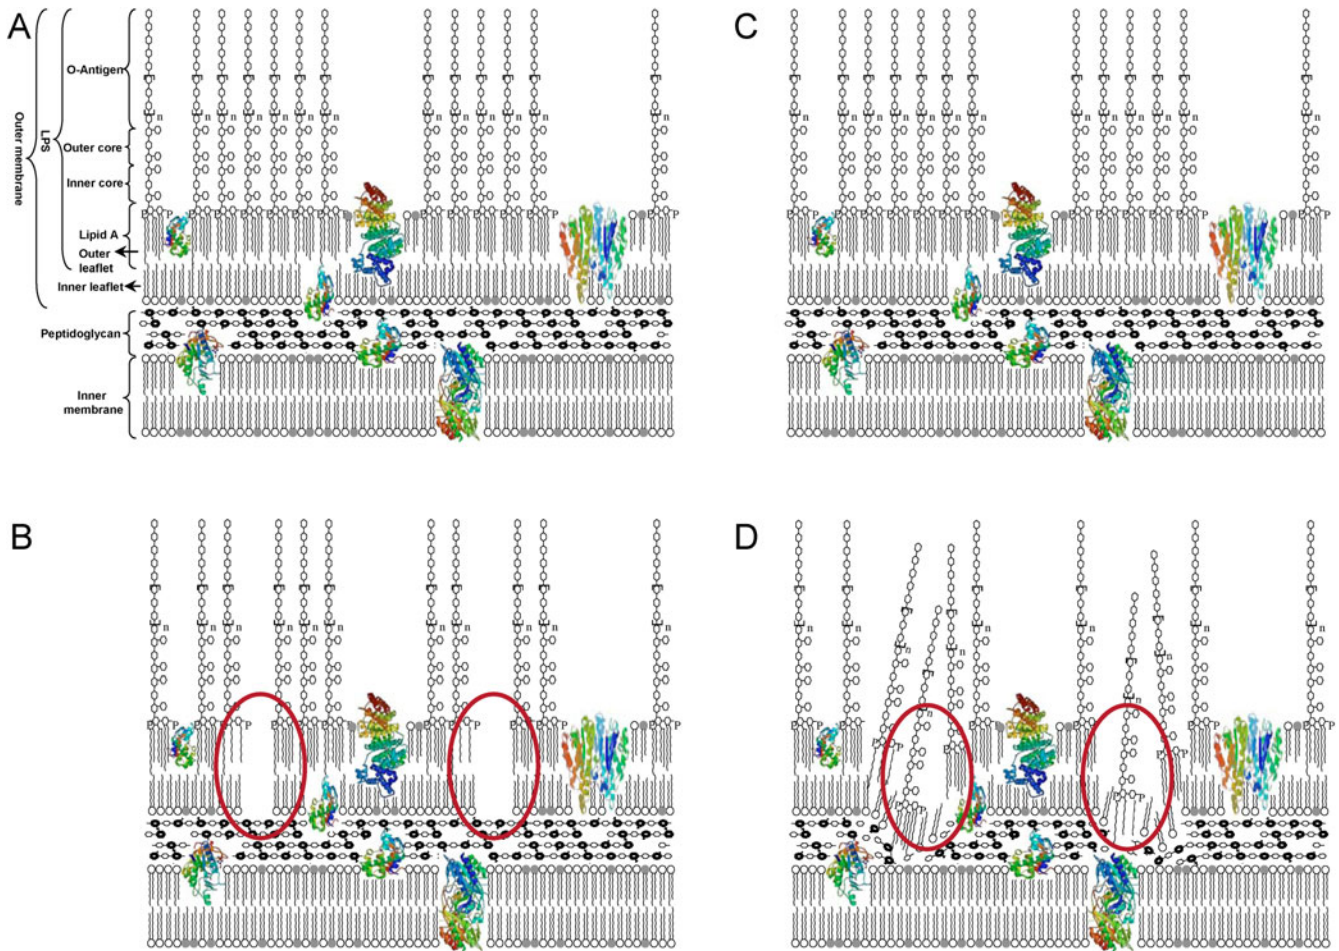 A
Outer membrane
LPS
O-Antigen
Outer core
Inner core
Lipid A
Outer
leaflet
Inner leaflet
Peptidoglycan
Inner
membrane
n
n
n
P P P
P
P P
C
n
n
n
P P P
P
P P
B
n
n
n
n
P P P
P
P
P P
D
n
n
n
n
n
n
n
n
P P
P P
P P
P P
P P